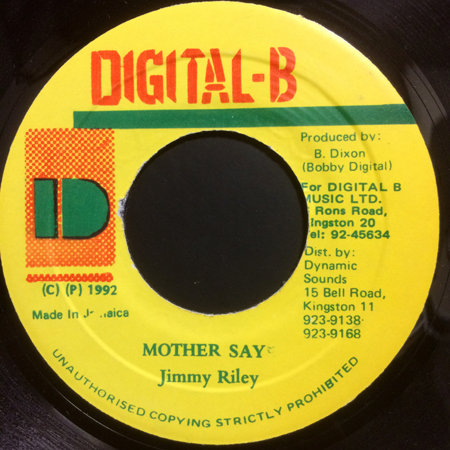 DIGITAL-B
Produced by:
B. Dixon
(Bobby Digital)
For DIGITAL B
MUSIC LTD.
Rons Road,
Kingston 20
Tel: 92-45634
Dist. by:
Dynamic
Sounds
15 Bell Road,
Kingston 11
923-9138
923-9168
D
(C) (P) 1992
Made In Jamaica
MOTHER SAY
Jimmy Riley
UNAUTHORISED COPYING STRICTLY PROHIBITED